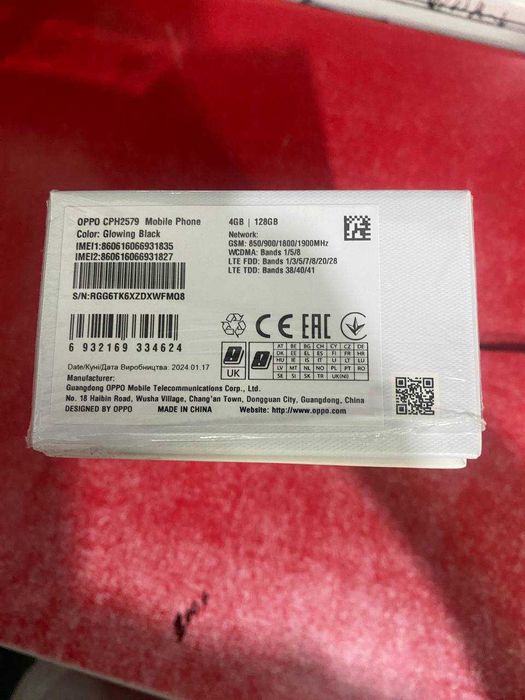 OPPO CPH2579 Mobile Phone
Color: Glowing Black
IMEI1:860616066931835
IMEI2:860616066931827
S/N:RGG6TK6XZDXWFMQ8
4GB | 128GB
Network:
GSM: 850/900/1800/1900MHz
WCDMA: Bands 1/5/8
LTE FDD: Bands 1/3/5/7/8/20/28
LTE TDD: Bands 38/40/41
6 932169 334624
CE EAC
UK
AT BE BG CH CY CZ DE
DK EE EL ES FI FR HR
HU IE IS IT LI LT LU
LV MT NL NO PL PT RO
SE SI SK TR UK(NI)
Date/Күні/Дата Виробництва: 2024.01.17
Manufacturer:
Guangdong OPPO Mobile Telecommunications Corp., Ltd.
No. 18 Haibin Road, Wusha Village, Chang'an Town, Dongguan City, Guangdong, China
DESIGNED BY OPPO MADE IN CHINA Website: http://www.oppo.com